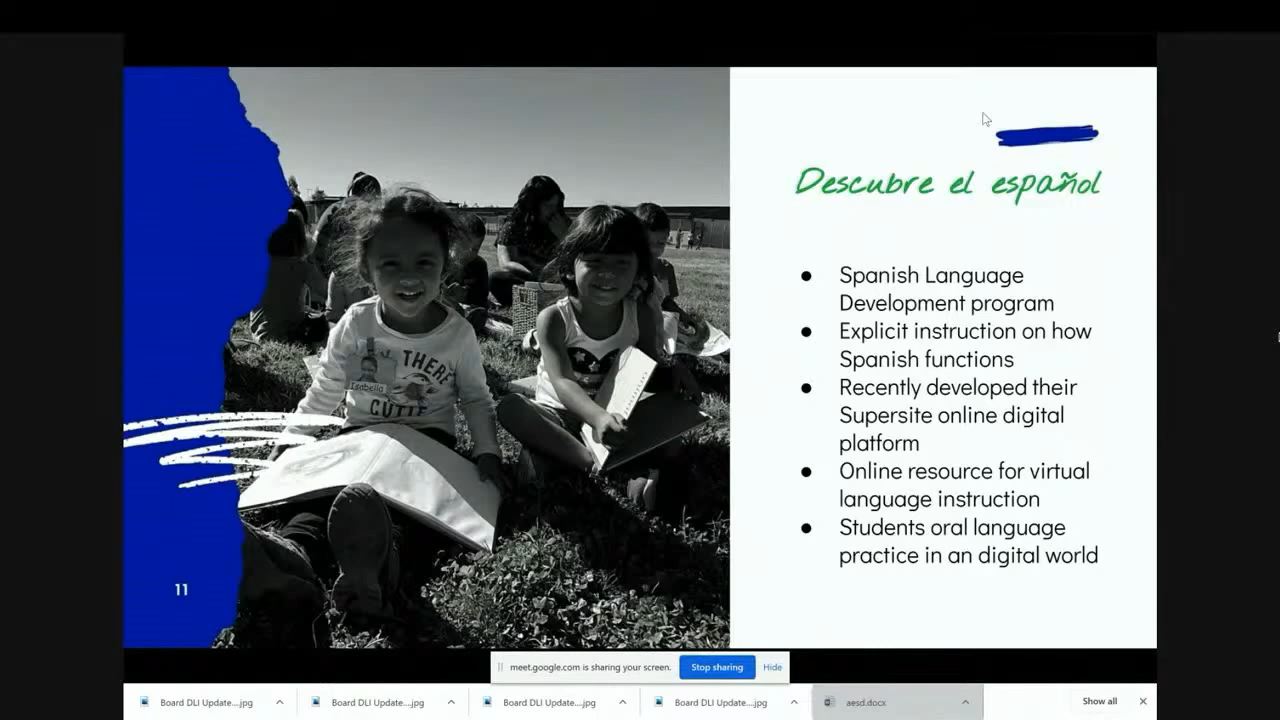 Descubre el español
● Spanish Language
Development program
● Explicit instruction on how
Spanish functions
● Recently developed their
Supersite online digital
platform
● Online resource for virtual
language instruction
● Students oral language
practice in an digital world
THERE
CUTIE
Isabella
11
meet.google.com is sharing your screen.
Stop sharing
Hide
Board DLI Update....jpg
Board DLI Update....jpg
Board DLI Update....jpg
Board DLI Update....jpg
aesd.docx
Show all